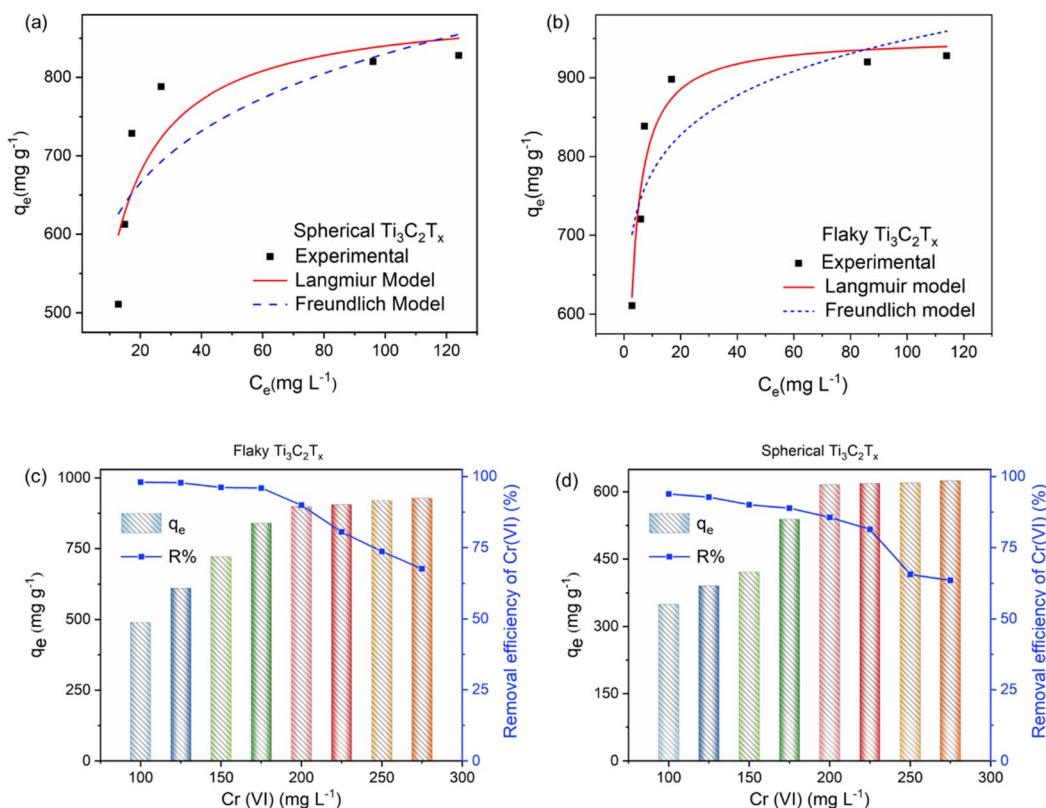 (a)
800
700
600
500
qe(mg g-1)
Spherical Ti3C2Tx
Experimental
Langmiur Model
Freundlich Model
20
40
60
80
100
120
Ce(mg L-1)
(b)
900
800
700
600
qe(mg g-1)
Flaky Ti3C2Tx
Experimental
Langmuir model
Freundlich model
0
20
40
60
80
100
120
Ce(mg L-1)
(c)
Flaky Ti3C2Tx
1000
750
500
250
0
qe (mg g-1)
qe
R%
100
75
50
25
0
Removal efficiency of Cr(VI) (%)
100
150
200
250
300
Cr (VI) (mg L-1)
(d)
Spherical Ti3C2Tx
600
450
300
150
0
qe (mg g-1)
qe
R%
100
75
50
25
0
Removal efficiency of Cr(VI) (%)
100
150
200
250
300
Cr (VI) (mg L-1)